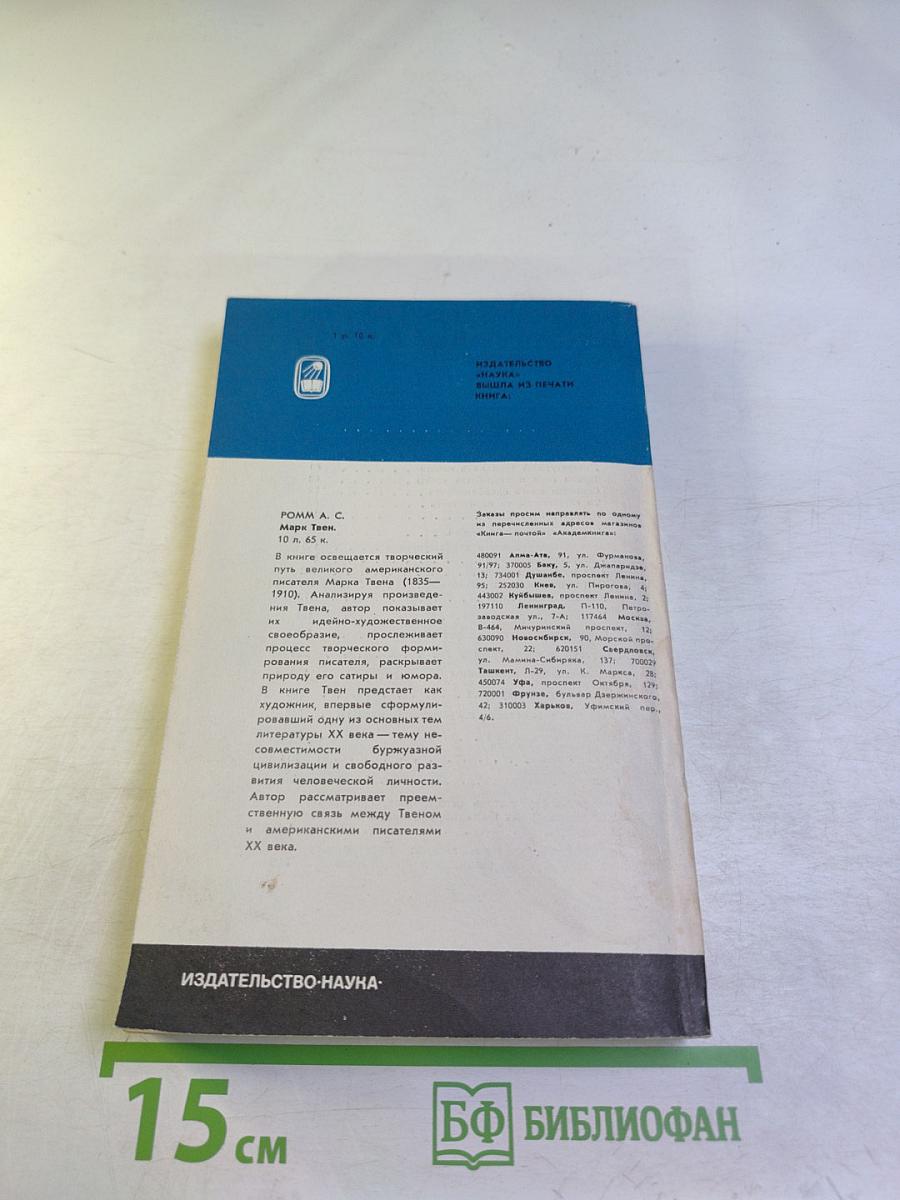 1 р. 10 к.
ИЗДАТЕЛЬСТВО
«НАУКА»
ВЫШЛА ИЗ ПЕЧАТИ
КНИГА:
РОММ А. С.
Марк Твен.
10 л. 65 к.
В книге освещается творческий
путь великого американского
писателя Марка Твена (1835—
1910). Анализируя произведе-
ния Твена, автор показывает
их идейно-художественное
своеобразие, прослеживает
процесс творческого форми-
рования писателя, раскрывает
природу его сатиры и юмора.
В книге Твен предстает как
художник, впервые сформули-
ровавший одну из основных тем
литературы XX века — тему не-
совместимости буржуазной
цивилизации и свободного раз-
вития человеческой личности.
Автор рассматривает преем-
ственную связь между Твеном
и американскими писателями
XX века.
Заказы просим направлять по одному
из перечисленных адресов магазинов
«Книга — почтой» «Академкнига»:
480091 Алма-Ата, 91, ул. Фурманова,
91/97; 370005 Баку, 5, ул. Джапаридзе,
13; 734001 Душанбе, проспект Ленина,
95; 252030 Киев, ул. Пирогова, 4;
443002 Куйбышев, проспект Ленина, 2;
197110 Ленинград, П-110, Петро-
заводская ул., 7-А; 117464 Москва,
В-464, Мичуринский проспект, 12;
630090 Новосибирск, 90, Морской про-
спект, 22; 620151 Свердловск,
ул. Мамина-Сибиряка, 137; 700029
Ташкент, Л-29, ул. К. Маркса, 28;
450074 Уфа, проспект Октября, 129;
720001 Фрунзе, бульвар Дзержинского,
42; 310003 Харьков, Уфимский пер.,
4/6.
ИЗДАТЕЛЬСТВО·НАУКА·
15 см
БФ БИБЛИОФАН